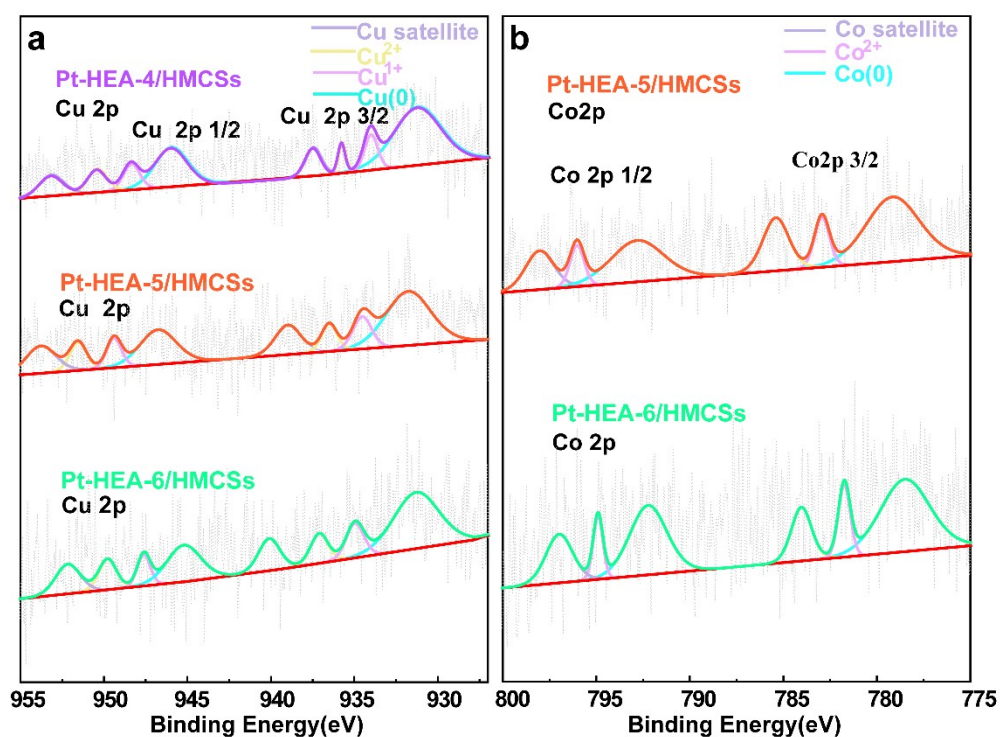 a
Cu satellite
Cu2+
Cu1+
Cu(0)
Pt-HEA-4/HMCSs
Cu 2p
Cu 2p 1/2
Cu 2p 3/2
Pt-HEA-5/HMCSs
Cu 2p
Pt-HEA-6/HMCSs
Cu 2p
955 950 945 940 935 930
Binding Energy(eV)
b
Co satellite
Co2+
Co(0)
Pt-HEA-5/HMCSs
Co2p
Co 2p 1/2
Co2p 3/2
Pt-HEA-6/HMCSs
Co 2p
800 795 790 785 780 775
Binding Energy(eV)